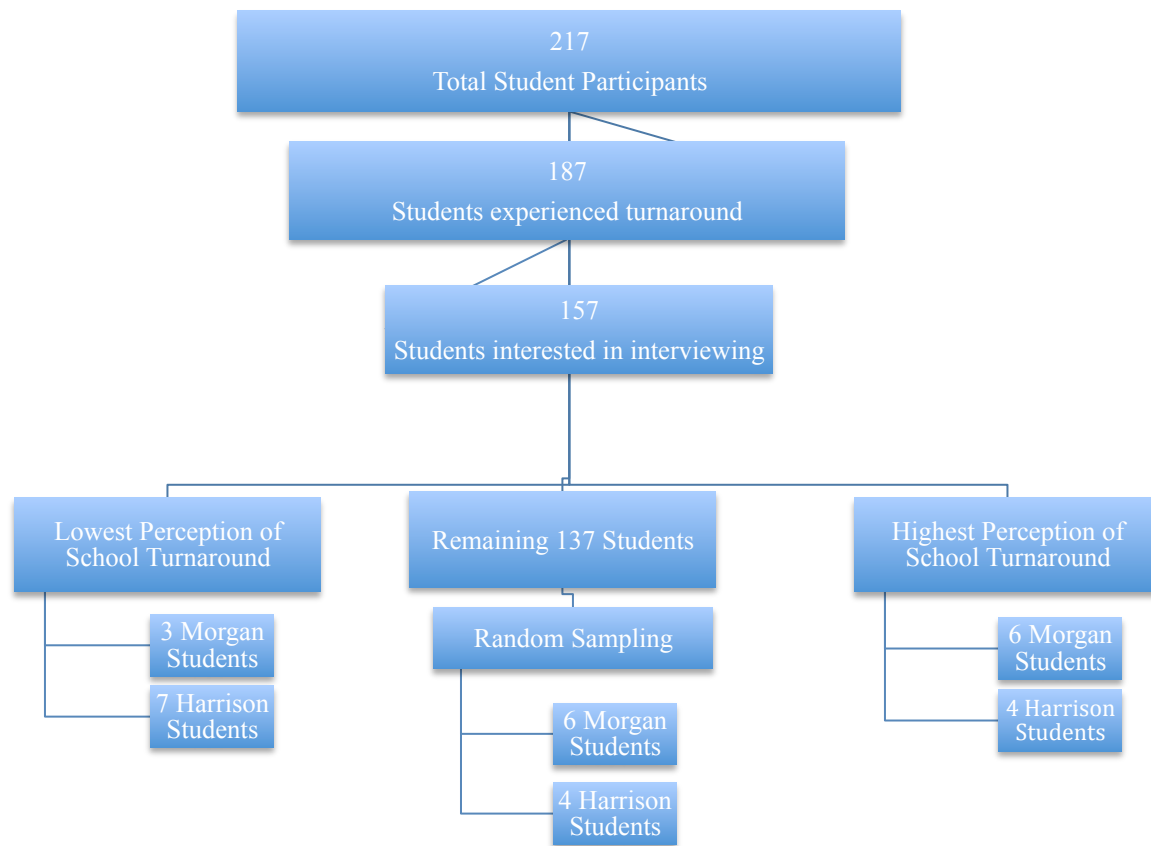 217
Total Student Participants
187
Students experienced turnaround
157
Students interested in interviewing
Lowest Perception of
School Turnaround
3 Morgan
Students
7 Harrison
Students
Remaining 137 Students
Random Sampling
6 Morgan
Students
4 Harrison
Students
Highest Perception of
School Turnaround
6 Morgan
Students
4 Harrison
Students